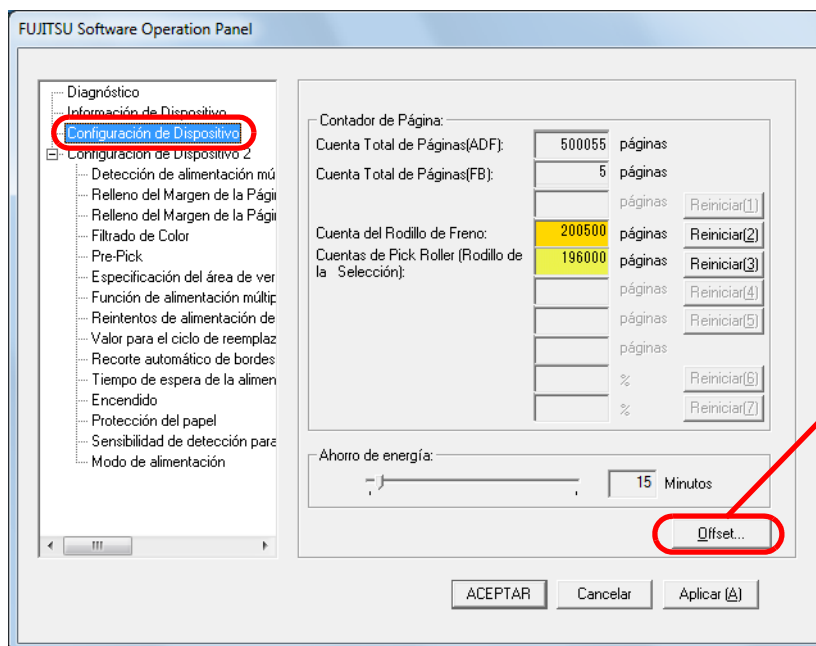 FUJITSU Software Operation Panel
Diagnóstico
Información de Dispositivo
Configuración de Dispositivo
Configuración de Dispositivo 2
Detección de alimentación mú
Relleno del Margen de la Pági
Relleno del Margen de la Pági
Filtrado de Color
Pre-Pick
Especificación del área de ver
Función de alimentación múltip
Reintentos de alimentación de
Valor para el ciclo de reemplaz
Recorte automático de bordes
Tiempo de espera de la alimen
Encendido
Protección del papel
Sensibilidad de detección para
Modo de alimentación
Contador de Página:
Cuenta Total de Páginas(ADF): 500055 páginas
Cuenta Total de Páginas(FB): 5 páginas
páginas Reiniciar(1)
Cuenta del Rodillo de Freno: 200500 páginas Reiniciar(2)
Cuentas de Pick Roller (Rodillo de 196000 páginas Reiniciar(3)
la Selección):
páginas Reiniciar(4)
páginas Reiniciar(5)
páginas
% Reiniciar(6)
% Reiniciar(7)
Ahorro de energía:
15 Minutos
Offset...
ACEPTAR Cancelar Aplicar (A)